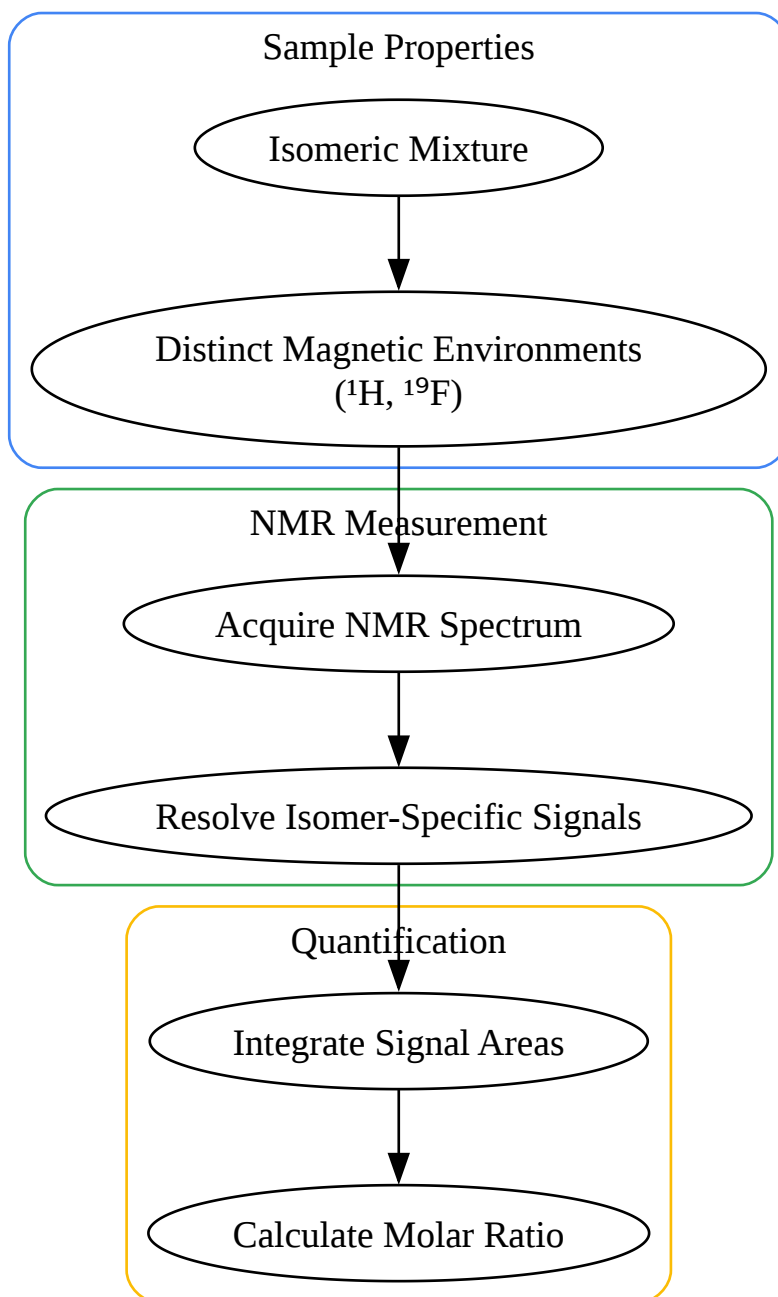 Sample Properties
Isomeric Mixture
Distinct Magnetic Environments
(¹H, ¹⁹F)
NMR Measurement
Acquire NMR Spectrum
Resolve Isomer-Specific Signals
Quantification
Integrate Signal Areas
Calculate Molar Ratio